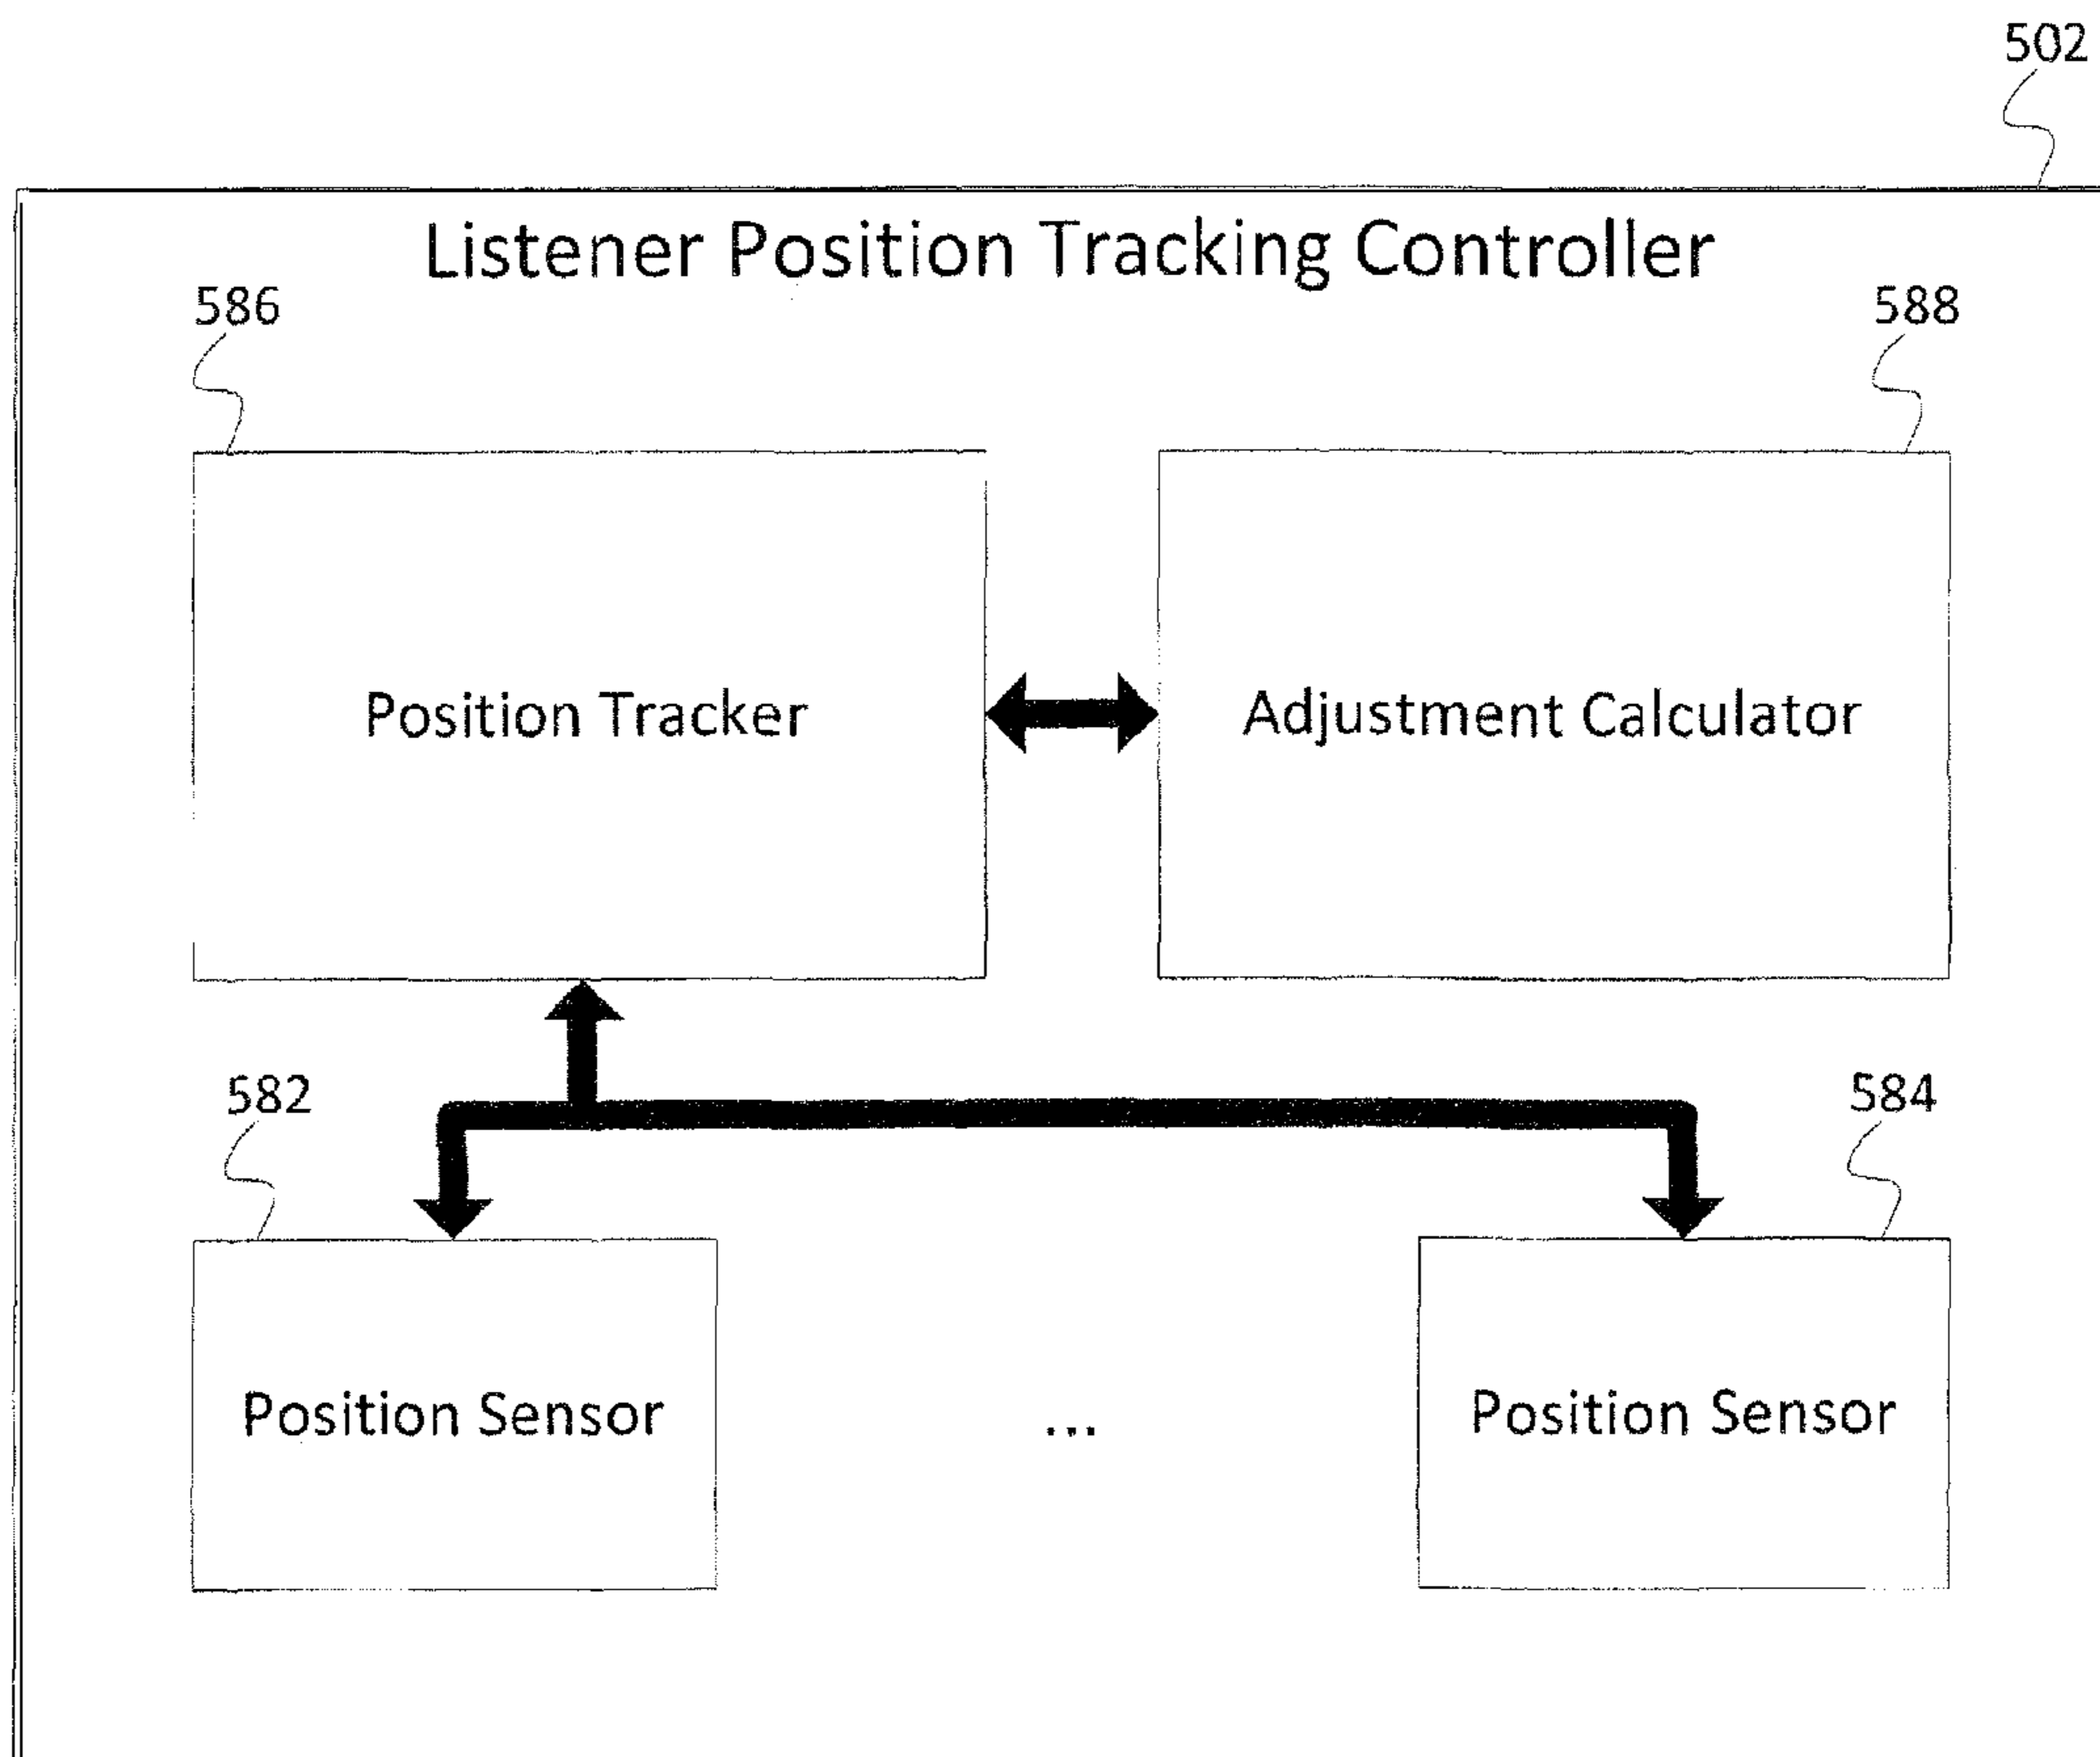 502
Listener Position Tracking Controller
586
588
Position Tracker
Adjustment Calculator
582
584
Position Sensor
...
Position Sensor